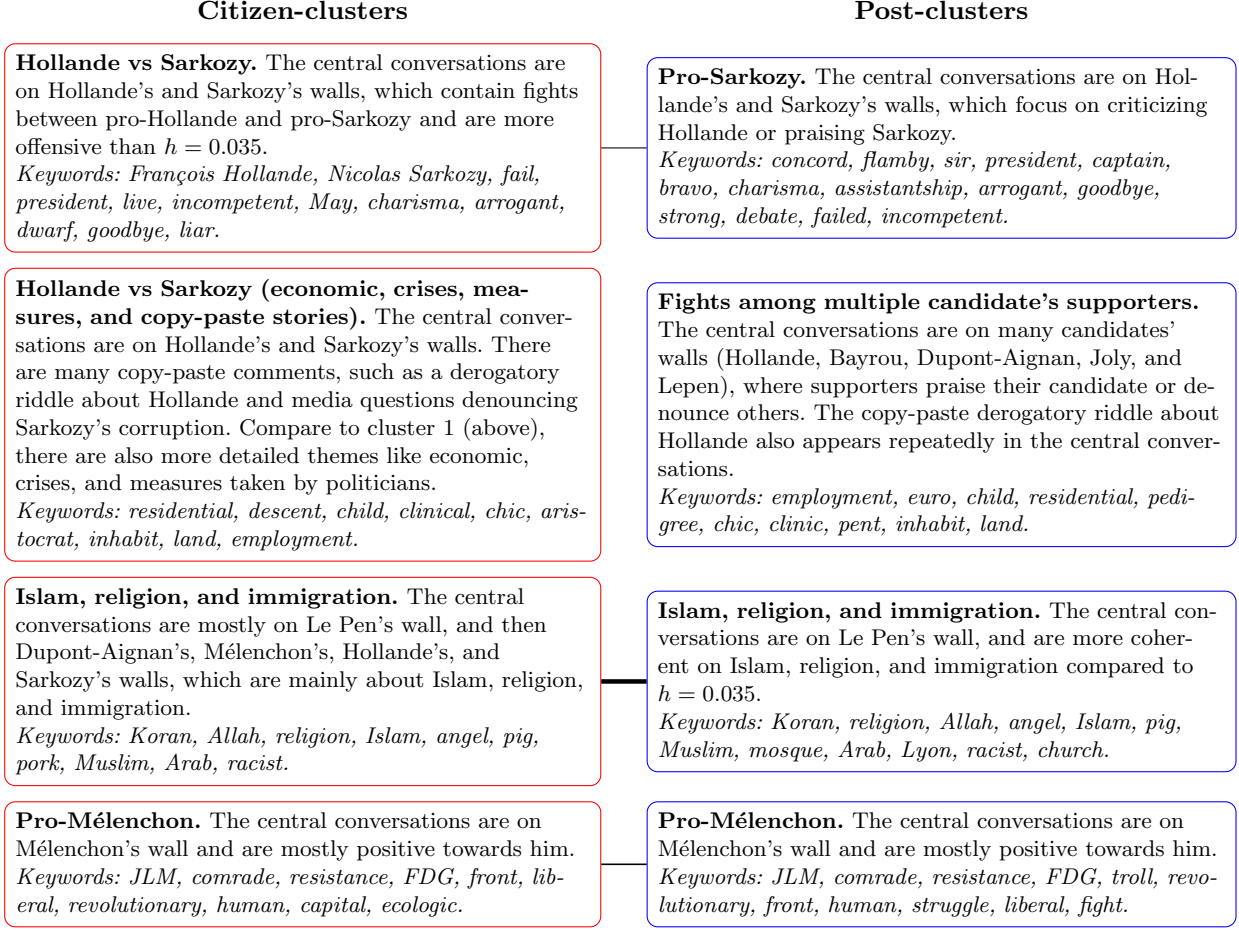 Citizen-clusters
Post-clusters
Hollande vs Sarkozy. The central conversations are
on Hollande's and Sarkozy's walls, which contain fights
between pro-Hollande and pro-Sarkozy and are more
offensive than h = 0.035.
Keywords: François Hollande, Nicolas Sarkozy, fail,
president, live, incompetent, May, charisma, arrogant,
dwarf, goodbye, liar.
Pro-Sarkozy. The central conversations are on Hol-
lande's and Sarkozy's walls, which focus on criticizing
Hollande or praising Sarkozy.
Keywords: concord, flamby, sir, president, captain,
bravo, charisma, assistantship, arrogant, goodbye,
strong, debate, failed, incompetent.
Hollande vs Sarkozy (economic, crises, mea-
sures, and copy-paste stories). The central conver-
sations are on Hollande's and Sarkozy's walls. There
are many copy-paste comments, such as a derogatory
riddle about Hollande and media questions denouncing
Sarkozy's corruption. Compare to cluster 1 (above),
there are also more detailed themes like economic,
crises, and measures taken by politicians.
Keywords: residential, descent, child, clinical, chic, aris-
tocrat, inhabit, land, employment.
Fights among multiple candidate's supporters.
The central conversations are on many candidates'
walls (Hollande, Bayrou, Dupont-Aignan, Joly, and
Lepen), where supporters praise their candidate or de-
nounce others. The copy-paste derogatory riddle about
Hollande also appears repeatedly in the central conver-
sations.
Keywords: employment, euro, child, residential, pedi-
gree, chic, clinic, pent, inhabit, land.
Islam, religion, and immigration. The central
conversations are mostly on Le Pen's wall, and then
Dupont-Aignan's, Mélenchon's, Hollande's, and
Sarkozy's walls, which are mainly about Islam, religion,
and immigration.
Keywords: Koran, Allah, religion, Islam, angel, pig,
pork, Muslim, Arab, racist.
Islam, religion, and immigration. The central con-
versations are on Le Pen's wall, and are more coher-
ent on Islam, religion, and immigration compared to
h = 0.035.
Keywords: Koran, religion, Allah, angel, Islam, pig,
Muslim, mosque, Arab, Lyon, racist, church.
Pro-Mélenchon. The central conversations are on
Mélenchon's wall and are mostly positive towards him.
Keywords: JLM, comrade, resistance, FDG, front, lib-
eral, revolutionary, human, capital, ecologic.
Pro-Mélenchon. The central conversations are on
Mélenchon's wall and are mostly positive towards him.
Keywords: JLM, comrade, resistance, FDG, troll, revo-
lutionary, front, human, struggle, liberal, fight.